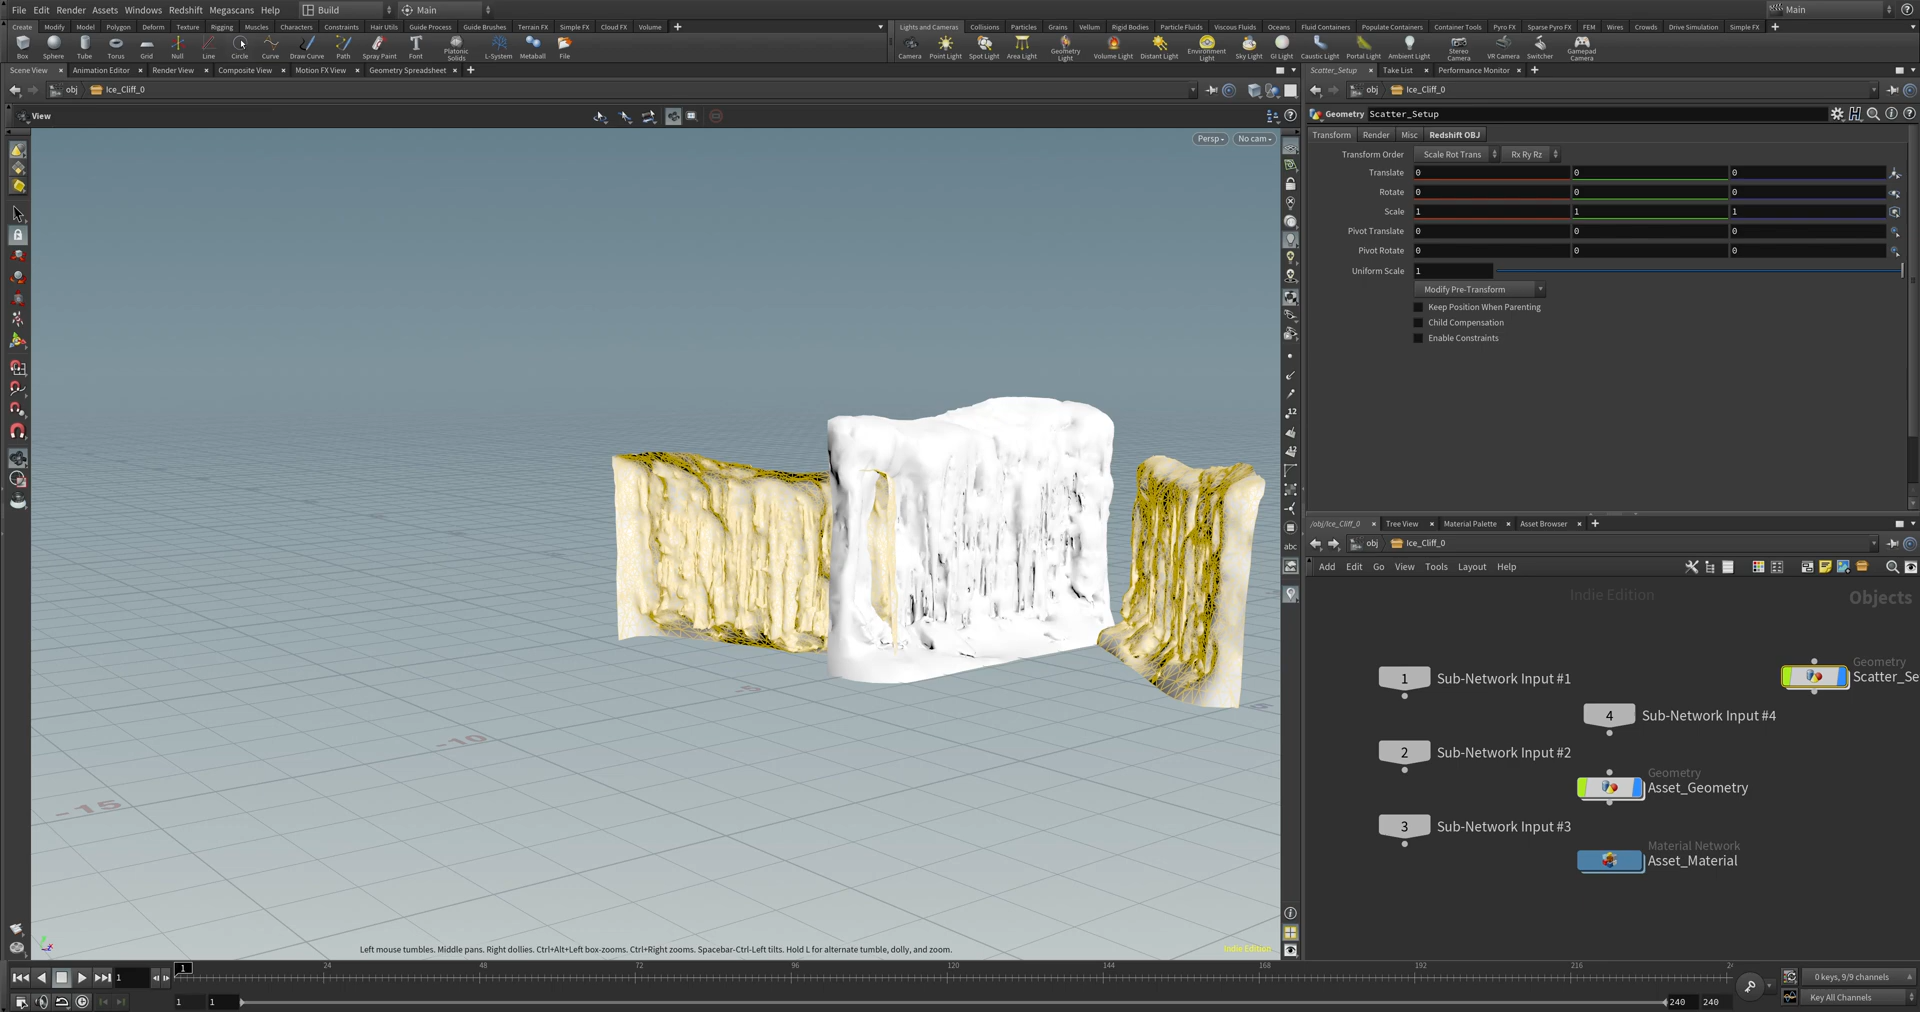 File Edit Render Assets Windows Redshift Megascans Help Build Main Main
Create Modify Model Polygon Deform Texture Rigging Muscles Characters Constraints Hair Utils Guide Process Guide Brushes Terrain FX Simple FX Cloud FX Volume
Lights and Cameras Collisions Particles Grains Vellum Rigid Bodies Particle Fluids Viscous Fluids Oceans Fluid Containers Populate Containers Container Tools Pyro FX Sparse Pyro FX FEM Wires Crowds Drive Simulation Simple FX
Box Sphere Tube Torus Grid Null Line Circle Curve Draw Curve Path Spray Paint Font Platonic Solids L-System Metaball File
Camera Point Light Spot Light Area Light Geometry Light Volume Light Distant Light Environment Light Sky Light GI Light Caustic Light Portal Light Ambient Light Stereo Camera VR Camera Switcher Gamepad Camera
Scene View Animation Editor Render View Composite View Motion FX View Geometry Spreadsheet
Scatter_Setup Take List Performance Monitor
obj Ice_Cliff_0
obj Ice_Cliff_0
View
Geometry Scatter_Setup
Persp No cam
Transform Render Misc Redshift OBJ
Transform Order Scale Rot Trans Rx Ry Rz
Translate 0 0 0
Rotate 0 0 0
Scale 1 1 1
Pivot Translate 0 0 0
Pivot Rotate 0 0 0
Uniform Scale 1
Modify Pre-Transform
Keep Position When Parenting
Child Compensation
Enable Constraints
/obj/Ice_Cliff_0 Tree View Material Palette Asset Browser
obj Ice_Cliff_0
Add Edit Go View Tools Layout Help
Indie Edition Objects
Geometry
Scatter_Se
1 Sub-Network Input #1
4 Sub-Network Input #4
2 Sub-Network Input #2
Geometry
Asset_Geometry
3 Sub-Network Input #3
Material Network
Asset_Material
12
12
abc
-10
-15
Left mouse tumbles. Middle pans. Right dollies. Ctrl+Alt+Left box-zooms. Ctrl+Right zooms. Spacebar-Ctrl-Left tilts. Hold L for alternate tumble, dolly, and zoom.
Indie Edition
1 1 24 48 72 96 120 144 168 192 216
0 keys, 9/9 channels
1 1 240 240
Key All Channels